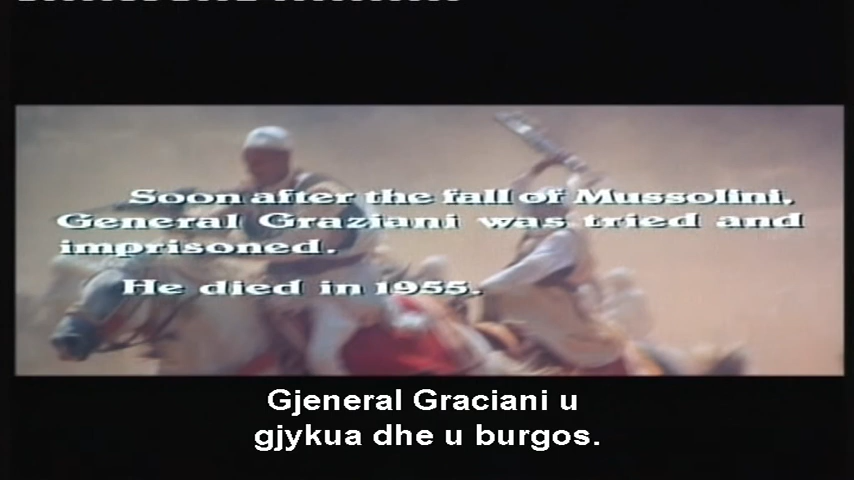 Soon after the fall of Mussolini,
General Graziani was tried and
imprisoned.
He died in 1955.
Gjeneral Graciani u
gjykua dhe u burgos.